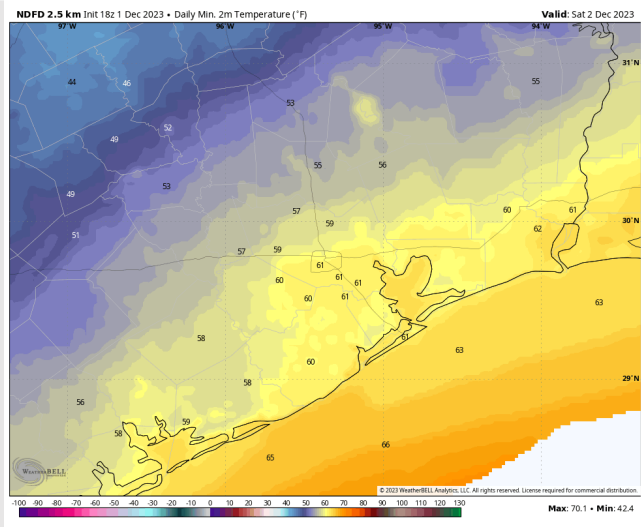 NDFD 2.5 km Init 18z 1 Dec 2023 • Daily Min. 2m Temperature (°F)
Valid: Sat 2 Dec 2023
97°W 96°W 95°W 94°W
31°N
44 46 55
53
52
49
55 56
53
49
57 60 61
30°N
59 62
51
57 59
61
60 61 61
60 61
63
58 61
63
29°N
60
58
56
59
58
66
65
WEATHERBELL
© 2023 WeatherBELL Analytics, LLC. All rights reserved. License required for commercial distribution.
-100 -90 -80 -70 -60 -50 -40 -30 -20 -10 0 10 20 30 40 50 60 70 80 90 100 110 120 130
Max: 70.1 • Min: 42.4